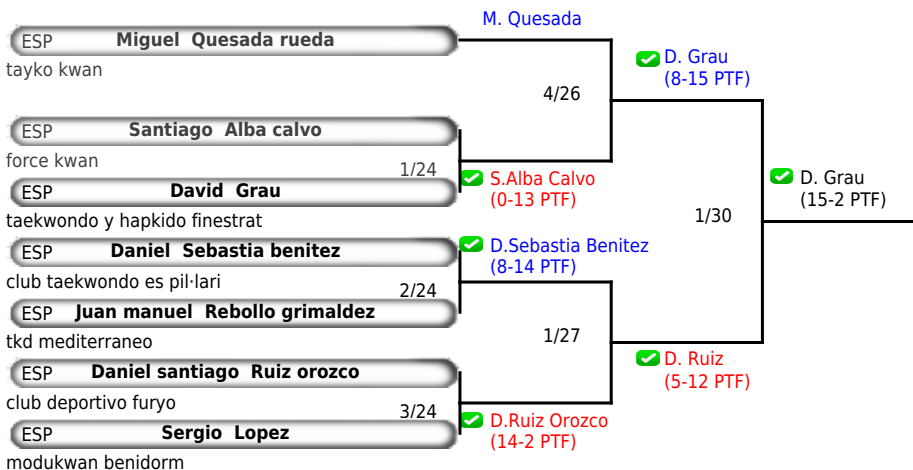 M. Quesada
ESP Miguel Quesada rueda
tayko kwan
D. Grau
(8-15 PTF)
4/26
ESP Santiago Alba calvo
force kwan
1/24
S.Alba Calvo
(0-13 PTF)
D. Grau
(15-2 PTF)
ESP David Grau
taekwondo y hapkido finestrat
1/30
ESP Daniel Sebastia benitez
D.Sebastia Benitez
(8-14 PTF)
club taekwondo es pil·lari
2/24
ESP Juan manuel Rebollo grimaldez
tkd mediterraneo
1/27
D. Ruiz
(5-12 PTF)
ESP Daniel santiago Ruiz orozco
club deportivo furyo
3/24
D.Ruiz Orozco
(14-2 PTF)
ESP Sergio Lopez
modukwan benidorm